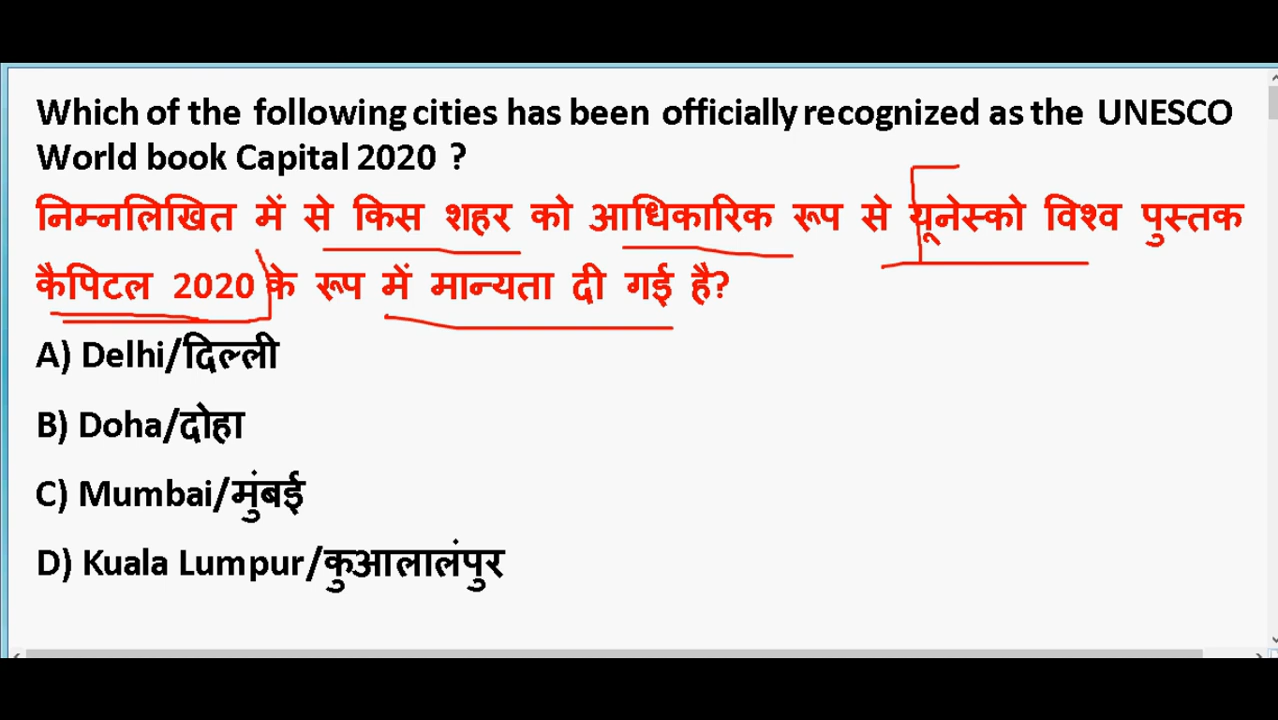 Which of the following cities has been officially recognized as the UNESCO
World book Capital 2020 ?
निम्नलिखित में से किस शहर को आधिकारिक रूप से यूनेस्को विश्व पुस्तक
कैपिटल 2020 के रूप में मान्यता दी गई है?
A) Delhi/दिल्ली
B) Doha/दोहा
C) Mumbai/मुंबई
D) Kuala Lumpur/कुआलालंपुर